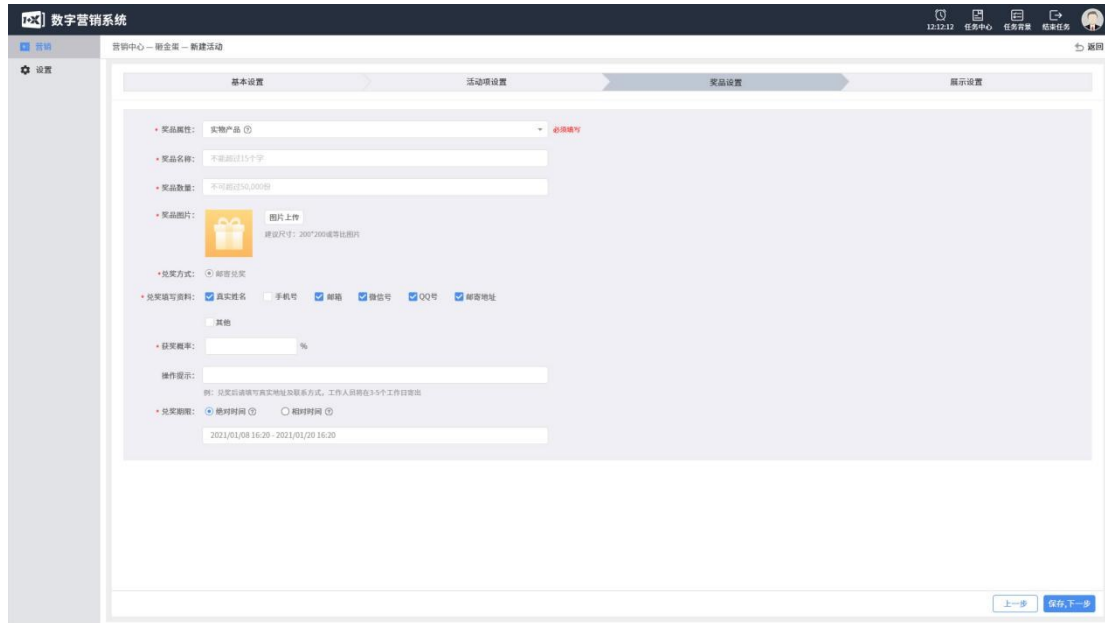 1+X 数字营销系统
12:12:12 任务中心 任务背景 结束任务
营销
营销中心 — 砸金蛋 — 新建活动
返回
设置
基本设置 活动项设置 奖品设置 展示设置
* 奖品属性： 实物产品 ? 必须填写
* 奖品名称： 不能超过15个字
* 奖品数量： 不可超过50,000份
* 奖品图片： 图片上传
建议尺寸：200*200或等比图片
*兑奖方式： 邮寄兑奖
* 兑奖填写资料： 真实姓名 手机号 邮箱 微信号 QQ号 邮寄地址
其他
* 获奖概率： %
操作提示：
例：兑奖后请填写真实地址及联系方式，工作人员将在3-5个工作日寄出
* 兑奖期限： 绝对时间 ? 相对时间 ?
2021/01/08 16:20 - 2021/01/20 16:20
上一步 保存,下一步